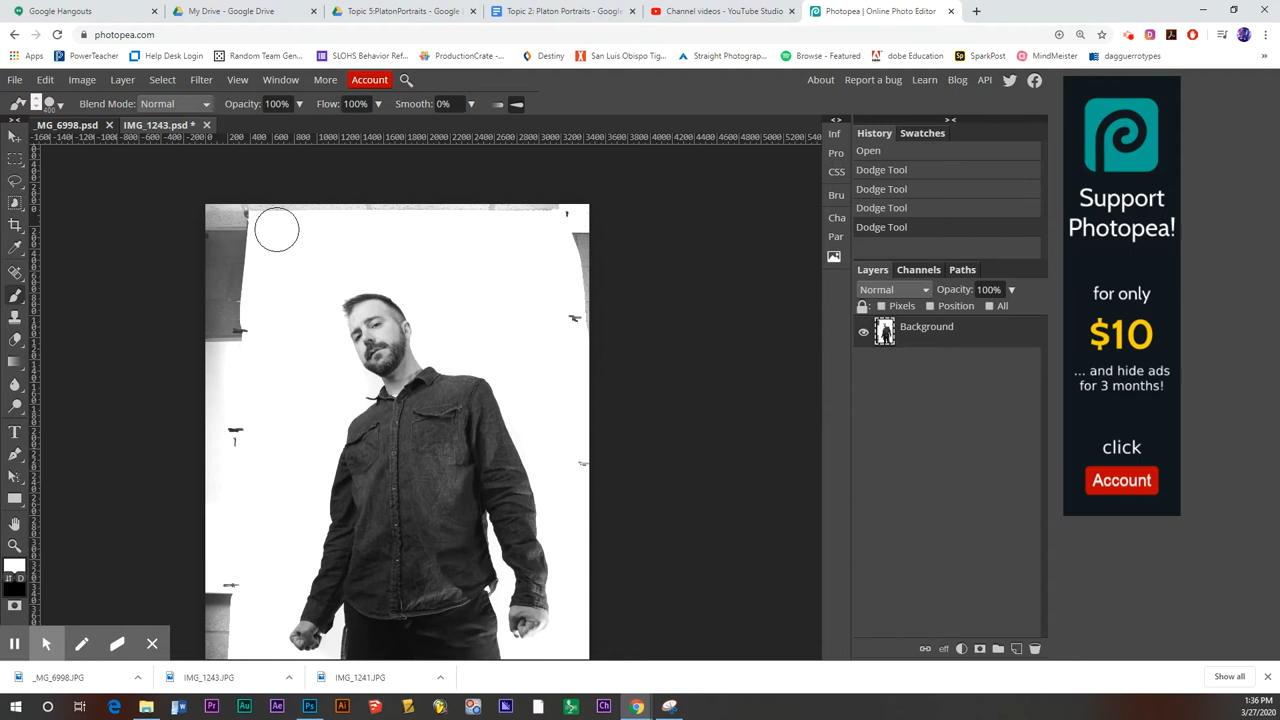 Google Hangouts
My Drive - Google Drive
Topic 5:PlatonPortraits - Google
Topic 2: Platon Portraits - Google
Channel videos - YouTube Studio
Photopea | Online Photo Editor
photopea.com
Apps
PowerTeacher
Help Desk Login
Random Team Gen
SLOHS Behavior Ref
ProductionCrate - ...
Destiny
San Luis Obispo Tig
Straight Photograp...
Browse - Featured
adobe Education
SparkPost
MindMeister
dagguerrotypes
File Edit Image Layer Select Filter View Window More Account
About Report a bug Learn Blog API
400 Blend Mode: Normal Opacity: 100% Flow: 100% Smooth: 0%
_MG_6998.psd
IMG_1243.psd *
Inf
Pro
CSS
Bru
Cha
Par
History Swatches
Open
Dodge Tool
Dodge Tool
Dodge Tool
Dodge Tool
Layers Channels Paths
Normal Opacity: 100%
Pixels Position All
Background
eff
Support
Photopea!
for only
$10
... and hide ads
for 3 months!
click
Account
D
_MG_6998.JPG
IMG_1243.JPG
IMG_1241.JPG
Show all
1:36 PM
3/27/2020